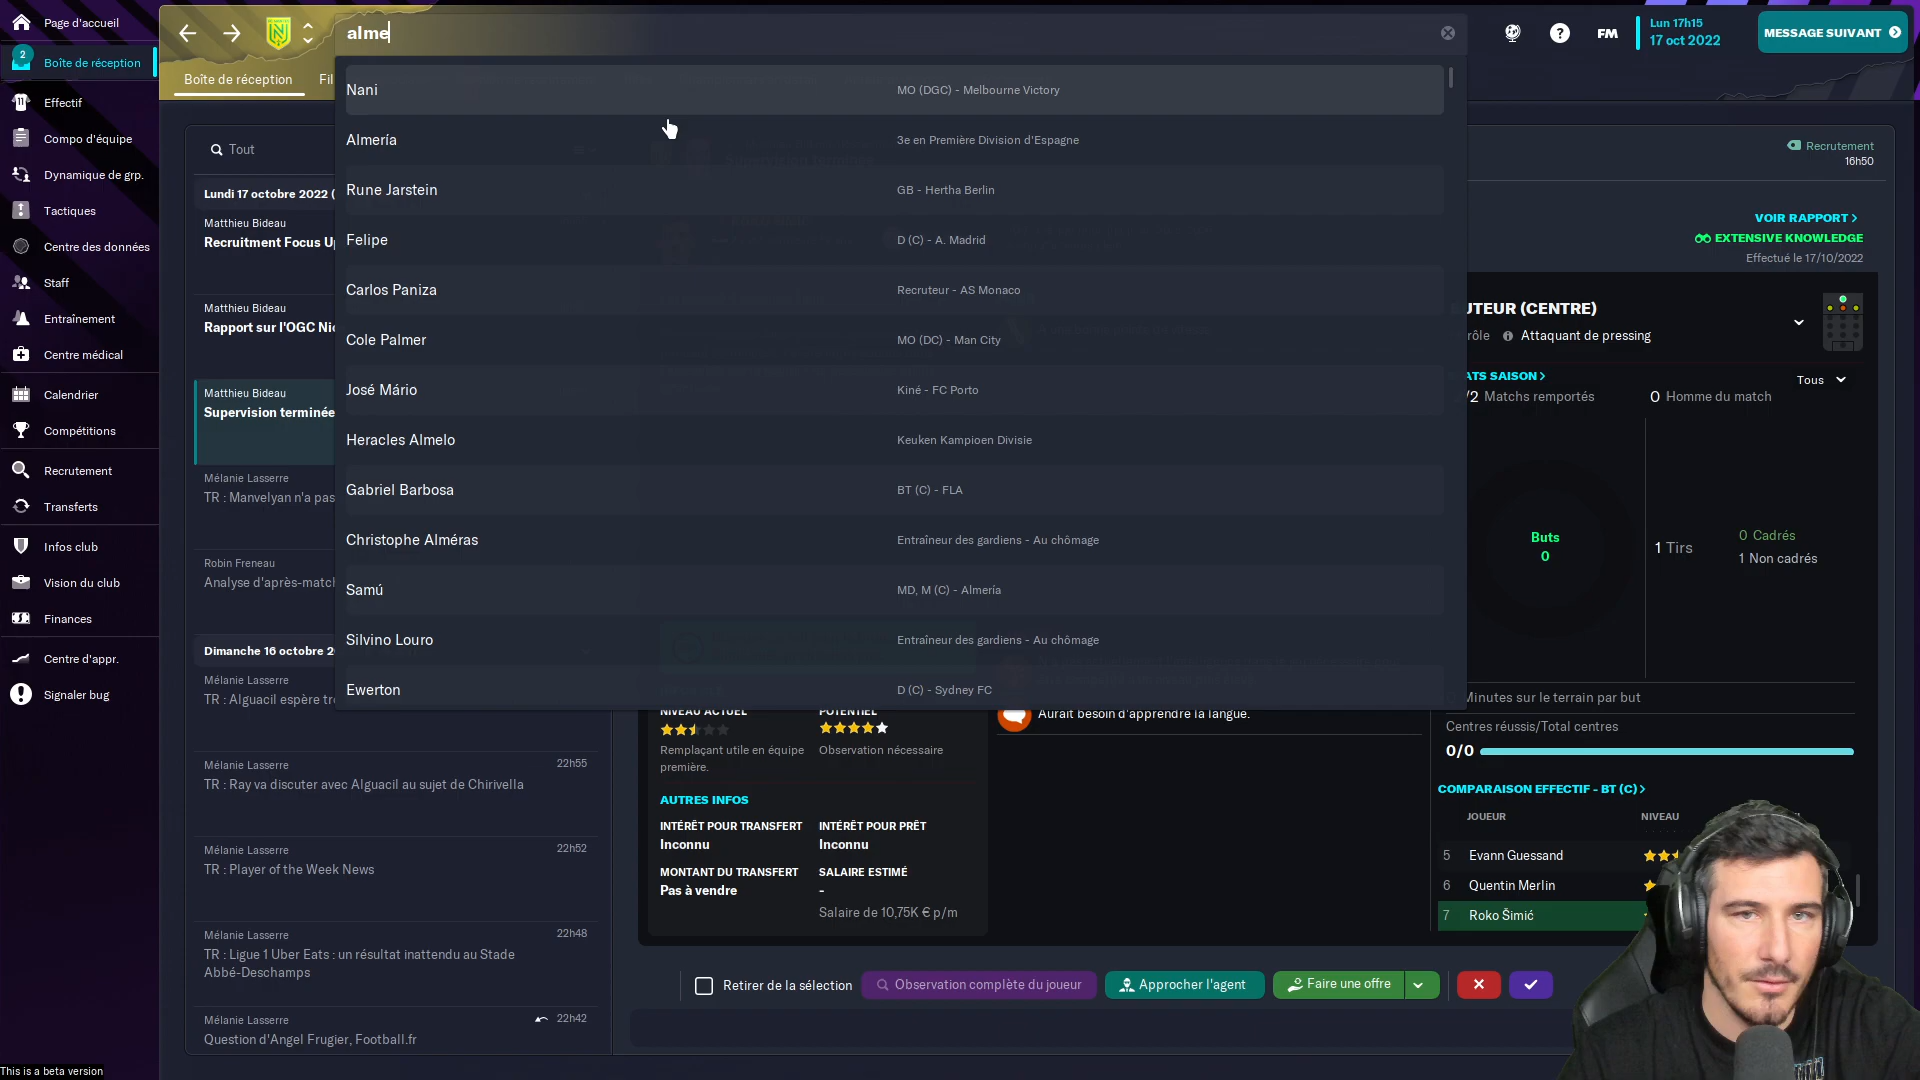 Page d'accueil
2
Boîte de réception
Effectif
Compo d'équipe
Dynamique de grp.
Tactiques
Centre des données
Staff
Entraînement
Centre médical
Calendrier
Compétitions
Recrutement
Transferts
Infos club
Vision du club
Finances
Centre d'appr.
Signaler bug
This is a beta version
alme
FM
Lun 17h15
17 oct 2022
MESSAGE SUIVANT
Boîte de réception
Nani
MO (DGC) - Melbourne Victory
Almería
3e en Première Division d'Espagne
Rune Jarstein
GB - Hertha Berlin
Felipe
D (C) - A. Madrid
Carlos Paniza
Recruteur - AS Monaco
Cole Palmer
MO (DC) - Man City
José Mário
Kiné - FC Porto
Heracles Almelo
Keuken Kampioen Divisie
Gabriel Barbosa
BT (C) - FLA
Christophe Alméras
Entraîneur des gardiens - Au chômage
Samú
MD, M (C) - Almería
Silvino Louro
Entraîneur des gardiens - Au chômage
Ewerton
D (C) - Sydney FC
Tout
Lundi 17 octobre 2022 (
Matthieu Bideau
Recruitment Focus
Matthieu Bideau
Rapport sur l'OGC
Matthieu Bideau
Supervision terminée
Mélanie Lasserre
TR : Manvelyan n'a pas
Robin Freneau
Analyse d'après-match
Dimanche 16 octobre
Mélanie Lasserre
TR : Alguacil espère
Mélanie Lasserre
22h55
TR : Ray va discuter avec Alguacil au sujet de Chirivella
Mélanie Lasserre
22h52
TR : Player of the Week News
Mélanie Lasserre
22h48
TR : Ligue 1 Uber Eats : un résultat inattendu au Stade
Abbé-Deschamps
Mélanie Lasserre
22h42
Question d'Angel Frugier, Football.fr
NIVEAU ACTUEL
POTENTIEL
Remplaçant utile en équipe
première.
Observation nécessaire
AUTRES INFOS
INTÉRÊT POUR TRANSFERT
Inconnu
INTÉRÊT POUR PRÊT
Inconnu
MONTANT DU TRANSFERT
Pas à vendre
SALAIRE ESTIMÉ
-
Salaire de 10,75K € p/m
Aurait besoin d'apprendre la langue.
Recrutement
16h50
VOIR RAPPORT
EXTENSIVE KNOWLEDGE
Effectué le 17/10/2022
UTEUR (CENTRE)
rôle
Attaquant de pressing
ATS SAISON
Tous
/2 Matchs remportés
0 Homme du match
Buts
0
1 Tirs
0 Cadrés
1 Non cadrés
Minutes sur le terrain par but
Centres réussis/Total centres
0/0
COMPARAISON EFFECTIF - BT (C)
JOUEUR
NIVEAU
5 Evann Guessand
6 Quentin Merlin
7 Roko Šimić
Retirer de la sélection
Observation complète du joueur
Approcher l'agent
Faire une offre